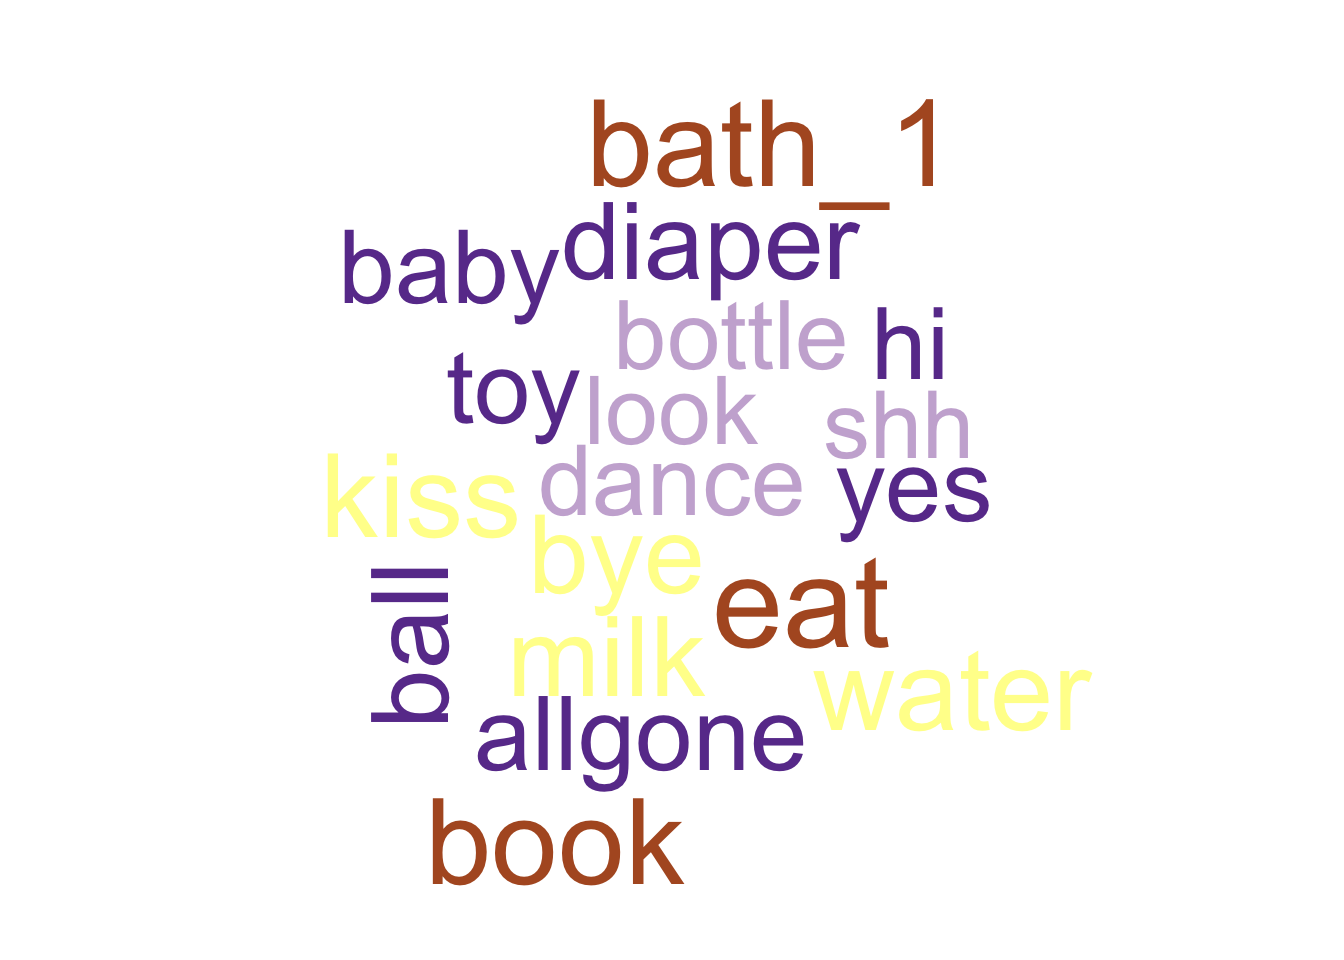 bath_1
diaper
baby
bottle
hi
toy
look
shh
kiss
dance
yes
bye
ball
eat
milk
water
allgone
book